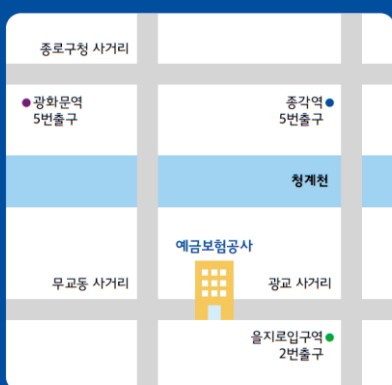 종로구청 사거리
광화문역
5번출구
종각역
5번출구
청계천
예금보험공사
무교동 사거리
광교 사거리
을지로입구역
2번출구